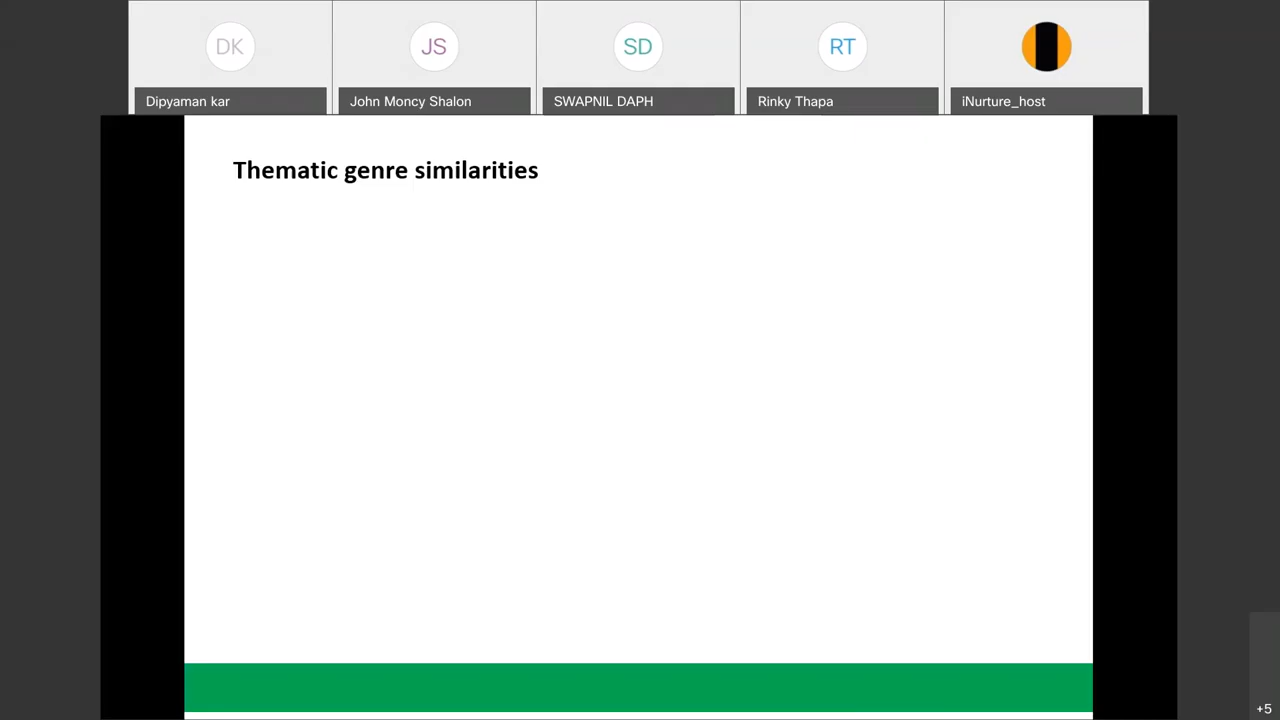 DK
JS
SD
RT
Dipyaman kar
John Moncy Shalon
SWAPNIL DAPH
Rinky Thapa
iNurture_host
Thematic genre similarities
+5